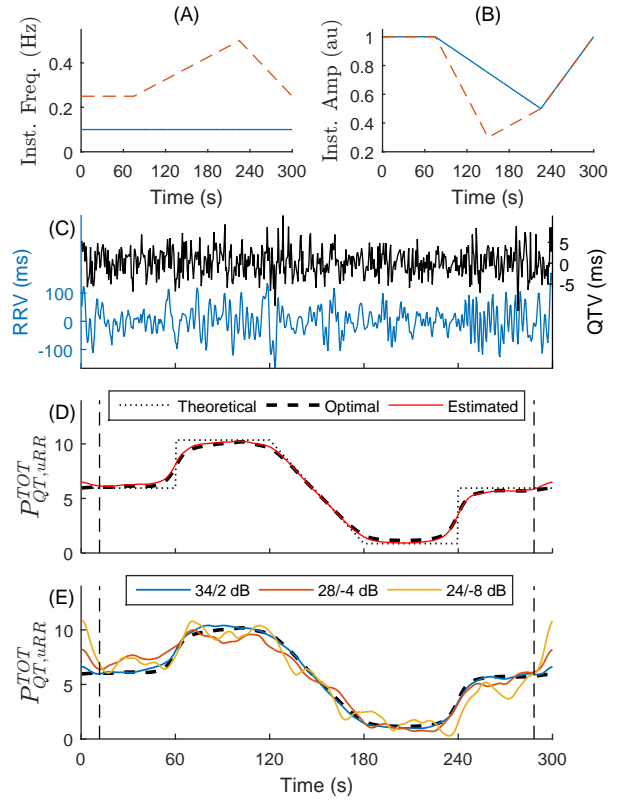 (A)
(B)
Inst. Freq. (Hz)
0.4
0.2
0
0 60 120 180 240 300
Time (s)
Inst. Amp (au)
1
0.8
0.6
0.4
0.2
0 60 120 180 240 300
Time (s)
(C)
RRV (ms)
100
0
-100
5
0
-5
QTV (ms)
Theoretical Optimal Estimated
(D)
P^{TOT}_{QT,uRR}
10
5
0
34/2 dB 28/-4 dB 24/-8 dB
(E)
P^{TOT}_{QT,uRR}
10
5
0
0 60 120 180 240 300
Time (s)